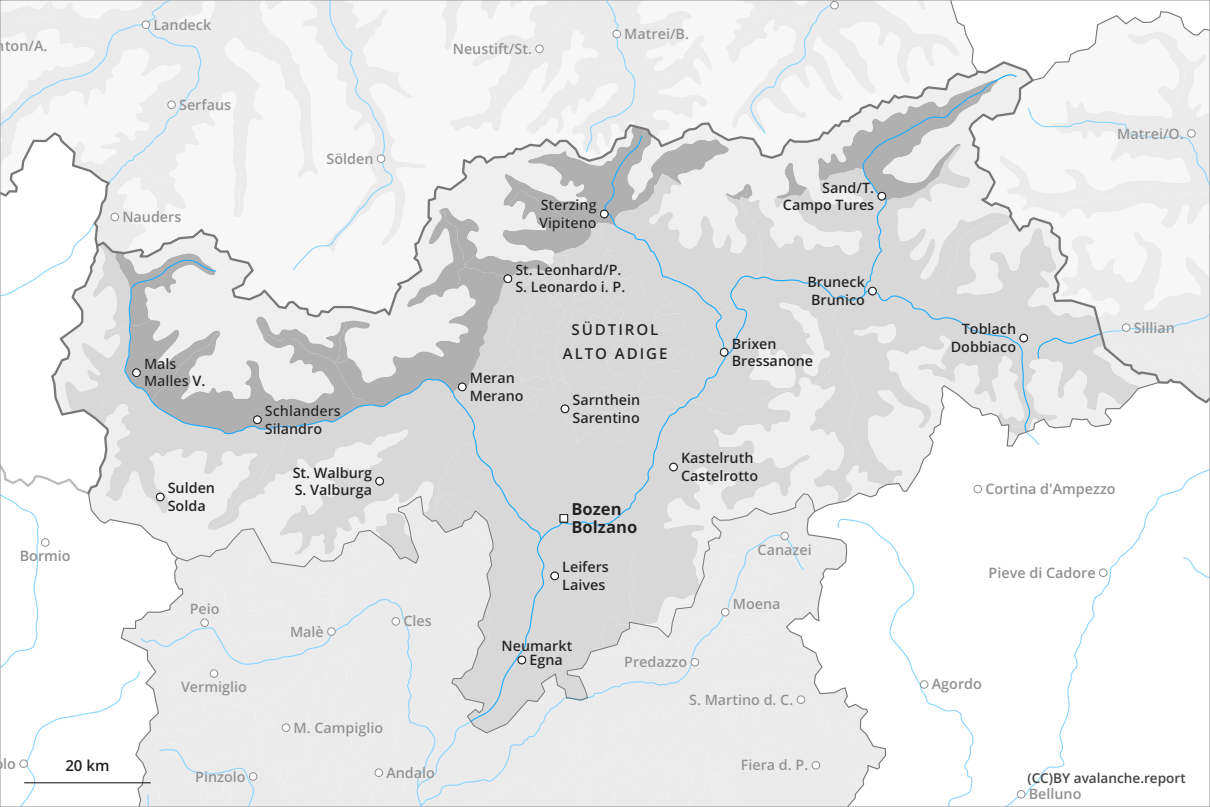 Landeck
Matrei/B.
nton/A.
Neustift/St.
Serfaus
Matrei/O.
Sölden
Sand/T.
Campo Tures
Sterzing
Vipiteno
Nauders
St. Leonhard/P.
S. Leonardo i. P.
Bruneck
Brunico
SÜDTIROL
ALTO ADIGE
Toblach
Dobbiaco
Sillian
Brixen
Bressanone
Mals
Malles V.
Meran
Merano
Sarnthein
Sarentino
Schlanders
Silandro
Kastelruth
Castelrotto
St. Walburg
S. Valburga
Sulden
Solda
Cortina d'Ampezzo
Bozen
Bolzano
Bormio
Canazei
Leifers
Laives
Pieve di Cadore
Peio
Moena
Malè
Cles
Neumarkt
Egna
Predazzo
Vermiglio
Agordo
S. Martino d. C.
M. Campiglio
olo
20 km
Pinzolo
Andalo
Fiera d. P.
(CC)BY avalanche.report
Belluno